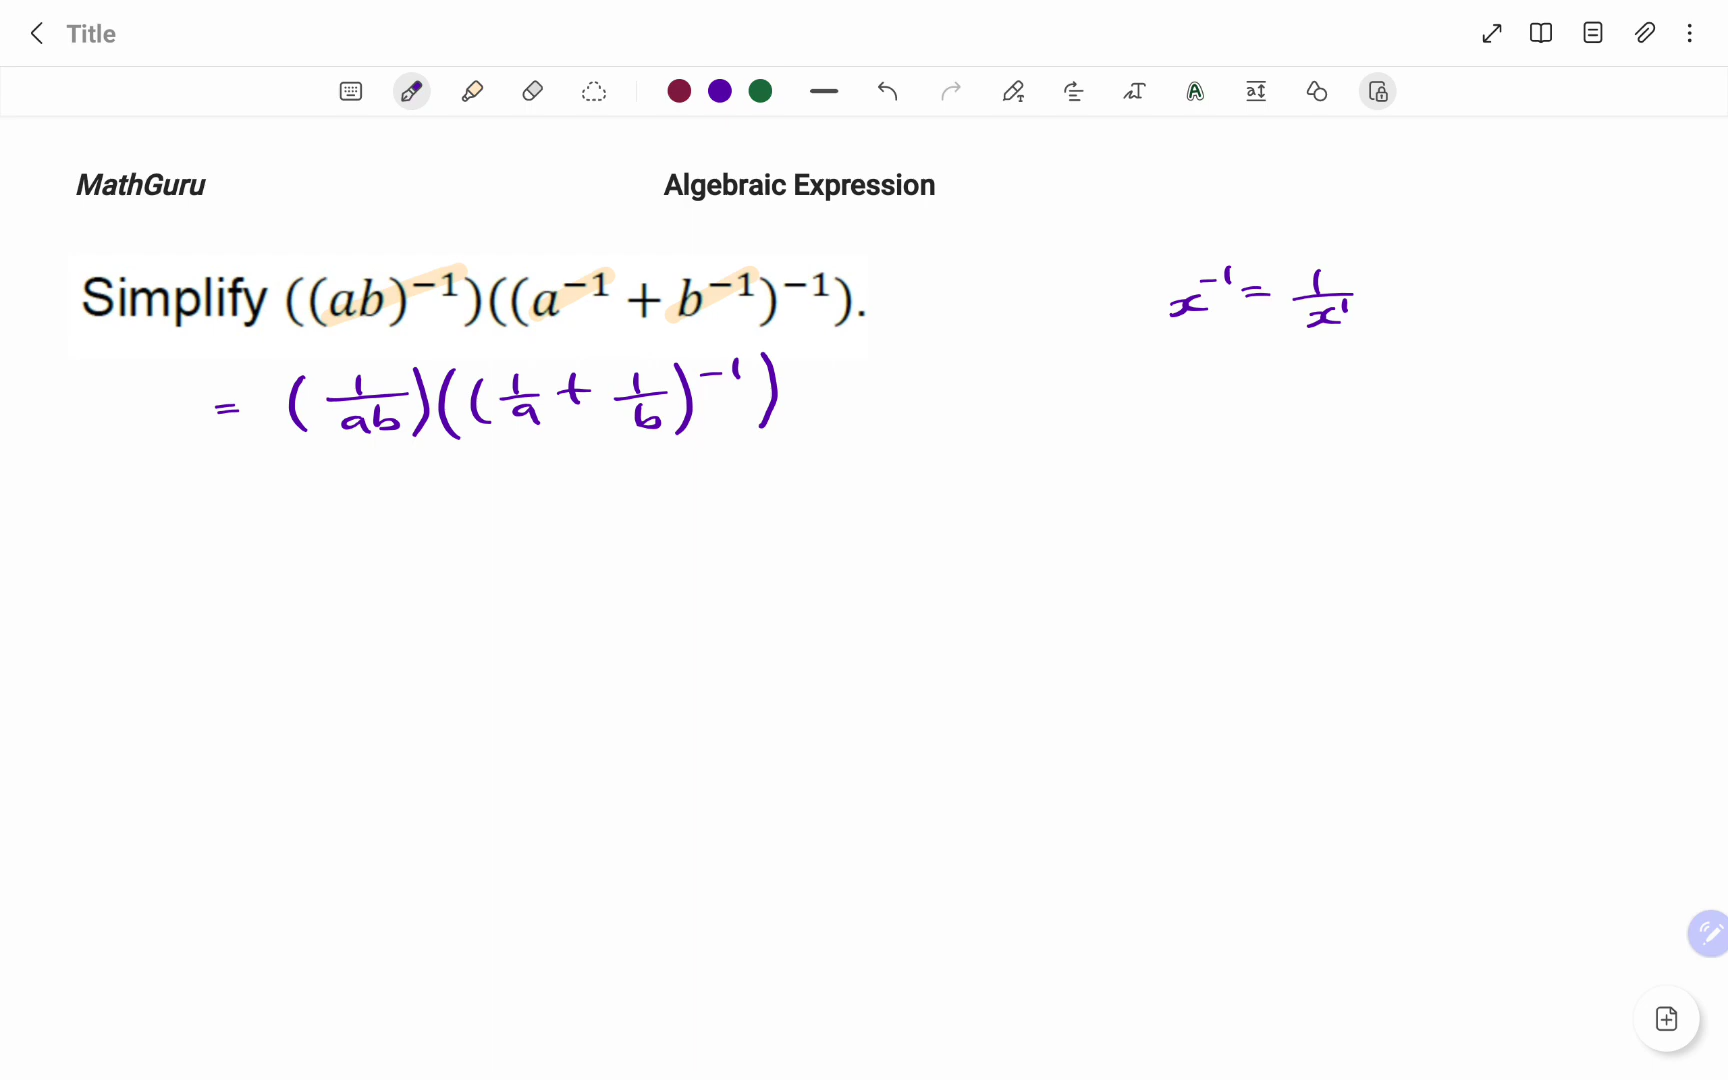 Title
MathGuru Algebraic Expression
Simplify ((ab)⁻¹)((a⁻¹ + b⁻¹)⁻¹). x⁻¹ = 1/x¹
= (1/ab)((1/a + 1/b)⁻¹)